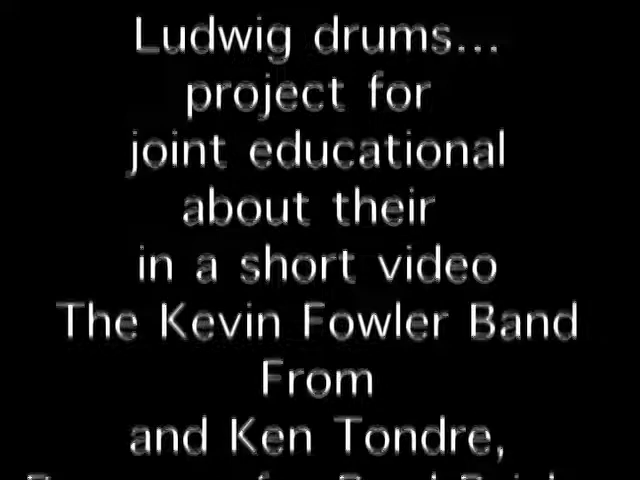 Ludwig drums...
project for
joint educational
about their
in a short video
The Kevin Fowler Band
From
and Ken Tondre,